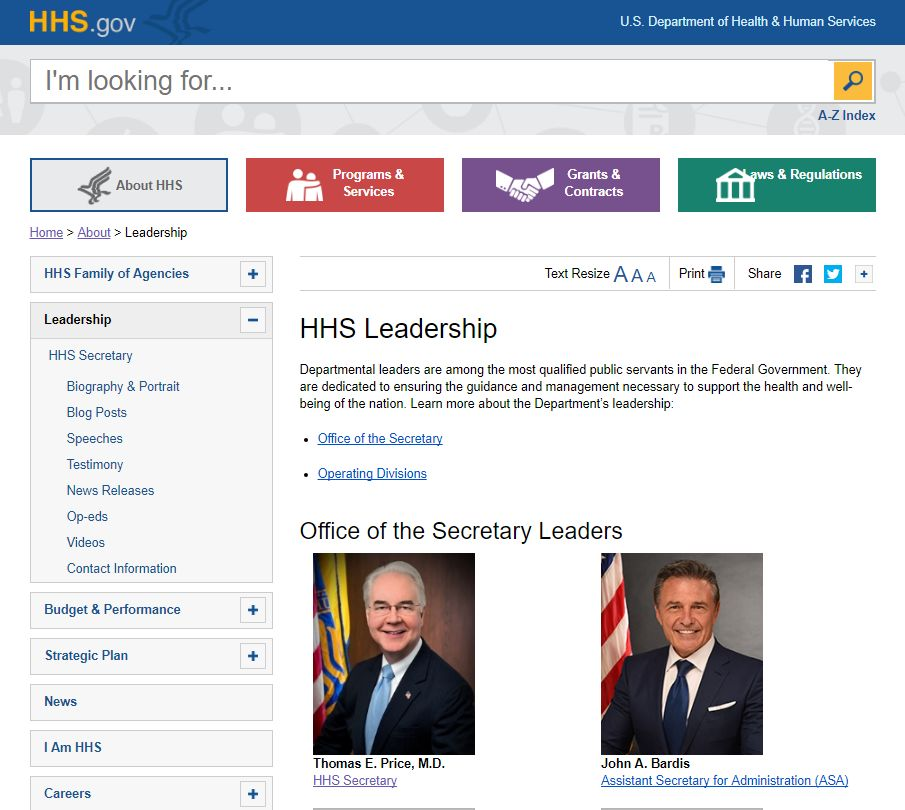 HHS.gov
U.S. Department of Health & Human Services
I'm looking for...
A-Z Index
About HHS
Programs &
Services
Grants &
Contracts
Laws & Regulations
Home > About > Leadership
HHS Family of Agencies
Leadership
HHS Secretary
Biography & Portrait
Blog Posts
Speeches
Testimony
News Releases
Op-eds
Videos
Contact Information
Budget & Performance
Strategic Plan
News
I Am HHS
Careers
Text Resize A A A
Print
Share
HHS Leadership
Departmental leaders are among the most qualified public servants in the Federal Government. They
are dedicated to ensuring the guidance and management necessary to support the health and well-
being of the nation. Learn more about the Department's leadership:
Office of the Secretary
Operating Divisions
Office of the Secretary Leaders
Thomas E. Price, M.D.
HHS Secretary
John A. Bardis
Assistant Secretary for Administration (ASA)